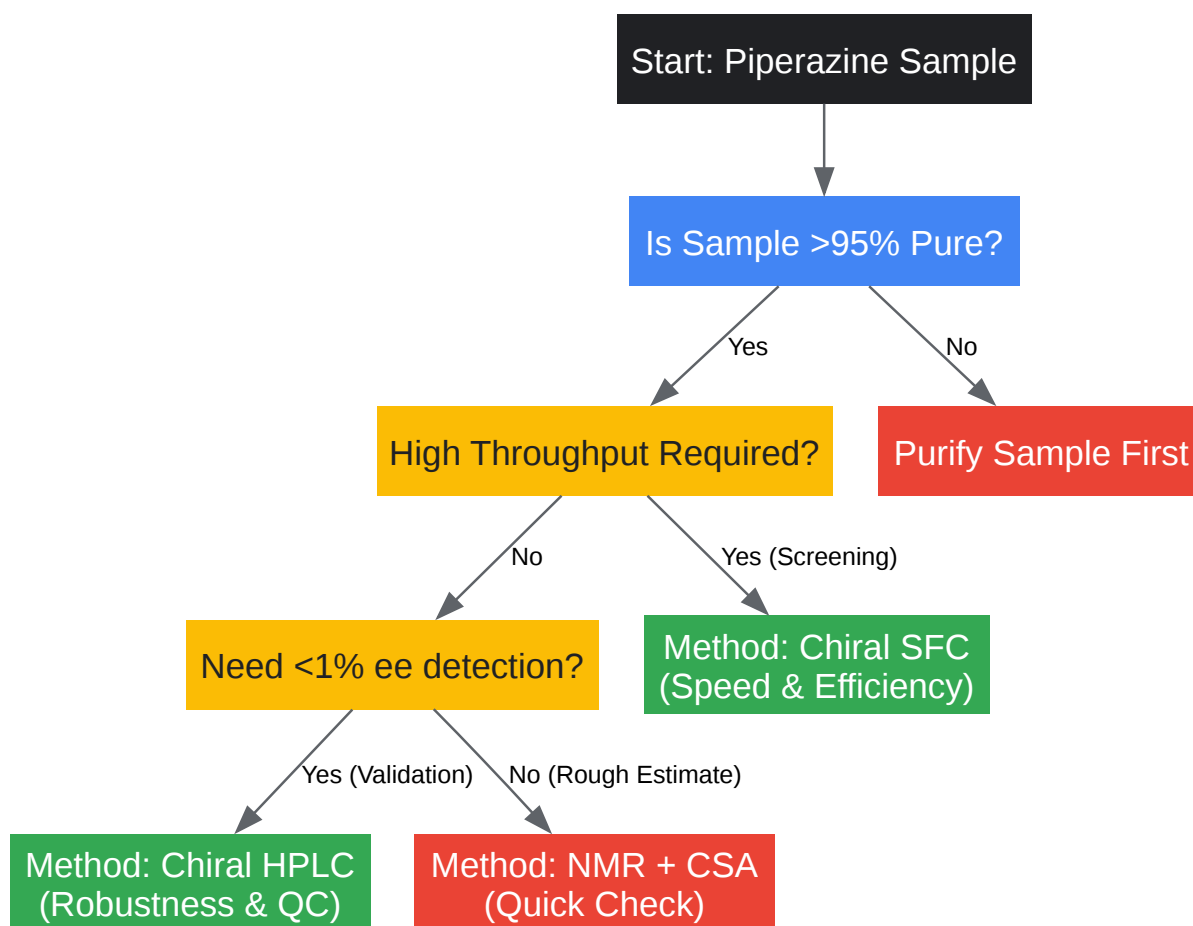 Start: Piperazine Sample
Is Sample >95% Pure?
Yes
No
High Throughput Required?
Purify Sample First
No
Yes (Screening)
Need <1% ee detection?
Method: Chiral SFC
(Speed & Efficiency)
Yes (Validation)
No (Rough Estimate)
Method: Chiral HPLC
(Robustness & QC)
Method: NMR + CSA
(Quick Check)